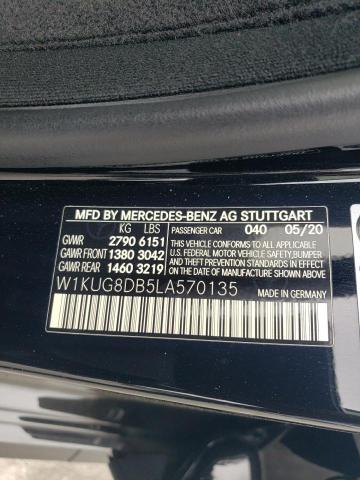 MFD BY MERCEDES-BENZ AG STUTTGART
KG LBS PASSENGER CAR 040 05/20
GVWR 2790 6151 THIS VEHICLE CONFORMS TO ALL
GAWR FRONT 1380 3042 APPLICABLE U.S. FEDERAL MOTOR
GAWR REAR 1460 3219 VEHICLE SAFETY, BUMPER AND
THEFT PREVENTION STANDARDS IN EFFECT ON THE
DATE OF MANUFACTURE SHOWN ABOVE.
W1KUG8DB5LA570135
MADE IN GERMANY